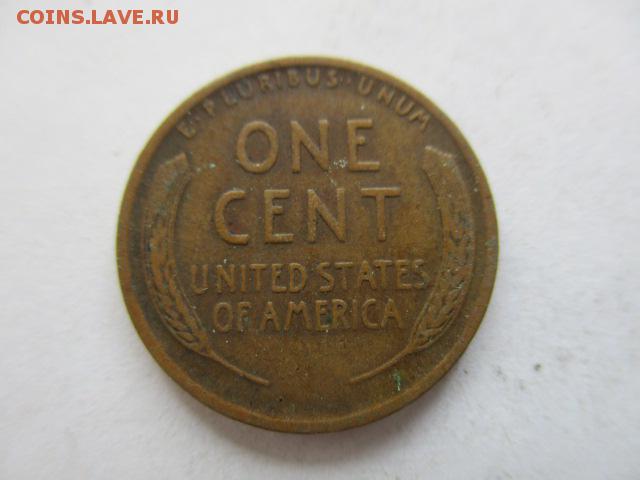 COINS.LAVE.RU
E·PLURIBUS·UNUM
ONE
CENT
UNITED STATES
OF AMERICA